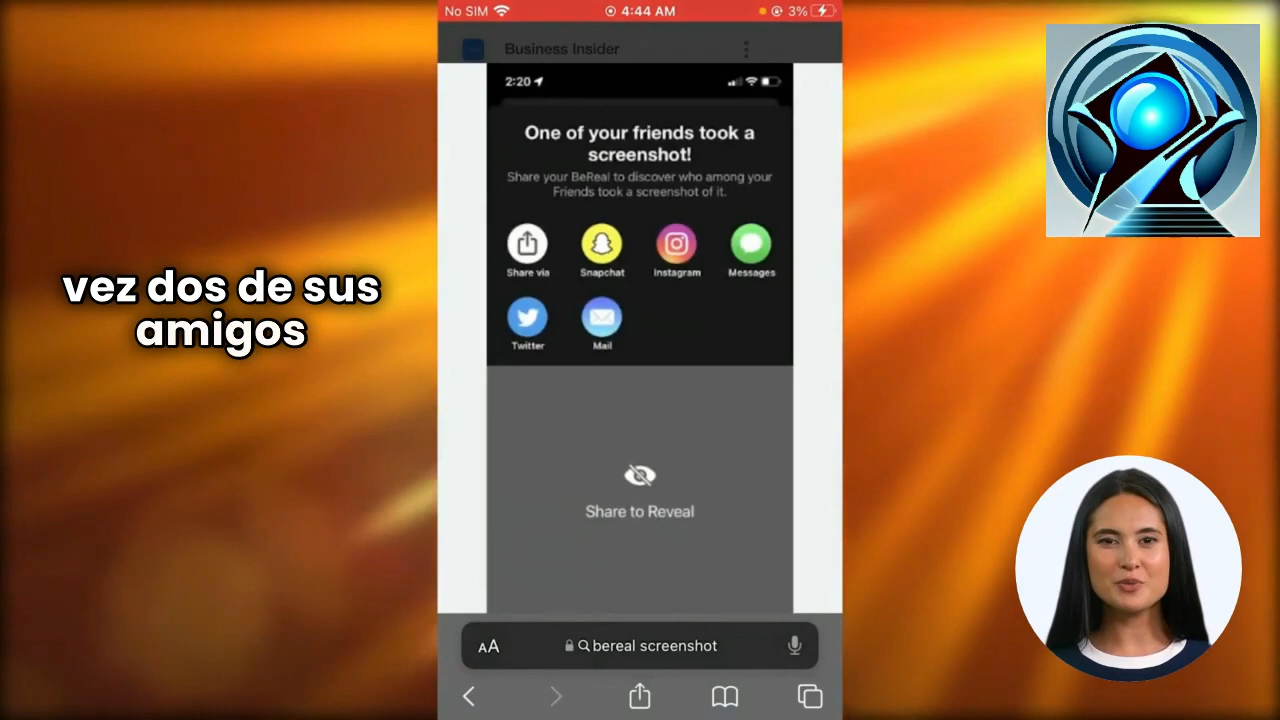 No SIM 4:44 AM 3%
Business Insider
2:20
One of your friends took a
screenshot!
Share your BeReal to discover who among your
Friends took a screenshot of it.
Share via Snapchat Instagram Messages
Twitter Mail
vez dos de sus
amigos
Share to Reveal
AA bereal screenshot